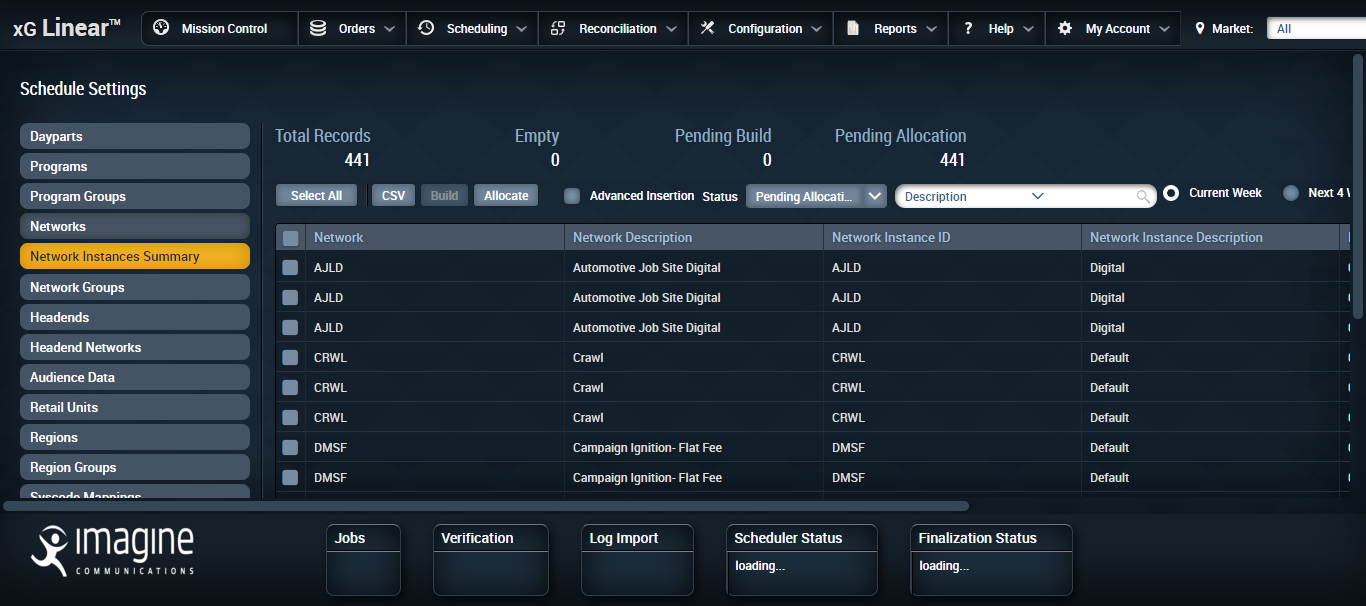 xG Linear™ Mission Control Orders Scheduling Reconciliation Configuration Reports ? Help My Account Market: All
Schedule Settings
Dayparts
Programs
Program Groups
Networks
Network Instances Summary
Network Groups
Headends
Headend Networks
Audience Data
Retail Units
Regions
Region Groups
Syscode Mappings
Total Records Empty Pending Build Pending Allocation
441 0 0 441
Select All CSV Build Allocate Advanced Insertion Status Pending Allocati... Description Current Week Next 4
Network Network Description Network Instance ID Network Instance Description
AJLD Automotive Job Site Digital AJLD Digital
AJLD Automotive Job Site Digital AJLD Digital
AJLD Automotive Job Site Digital AJLD Digital
CRWL Crawl CRWL Default
CRWL Crawl CRWL Default
CRWL Crawl CRWL Default
DMSF Campaign Ignition- Flat Fee DMSF Default
DMSF Campaign Ignition- Flat Fee DMSF Default
imagine
COMMUNICATIONS
Jobs
Verification
Log Import
Scheduler Status
loading...
Finalization Status
loading...